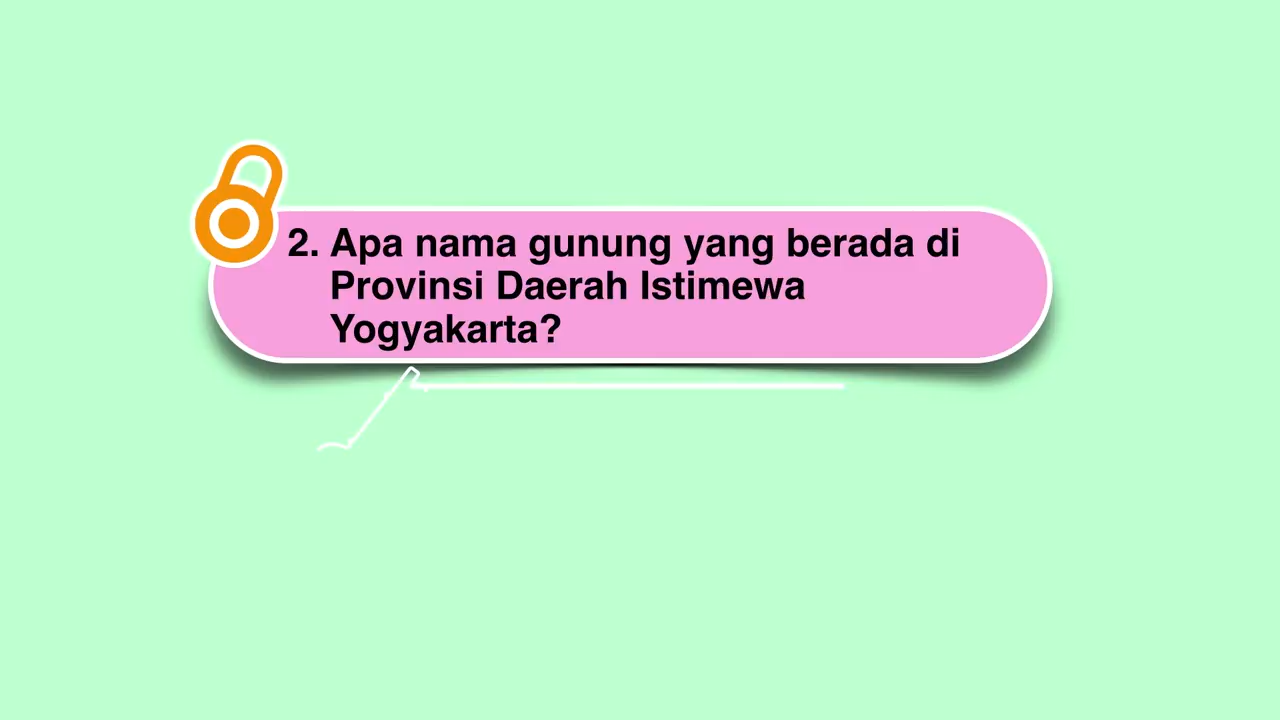 2. Apa nama gunung yang berada di
Provinsi Daerah Istimewa
Yogyakarta?